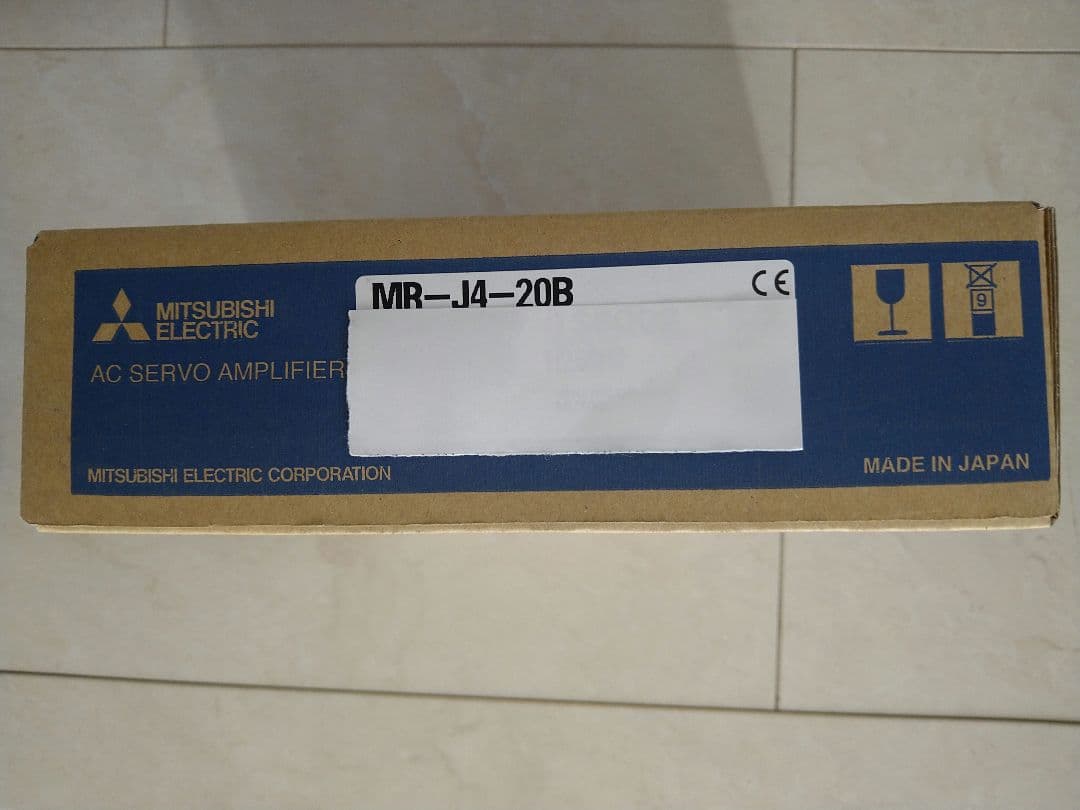 MITSUBISHI
ELECTRIC
AC SERVO AMPLIFIER
MR-J4-20B
CE
9
MITSUBISHI ELECTRIC CORPORATION
MADE IN JAPAN